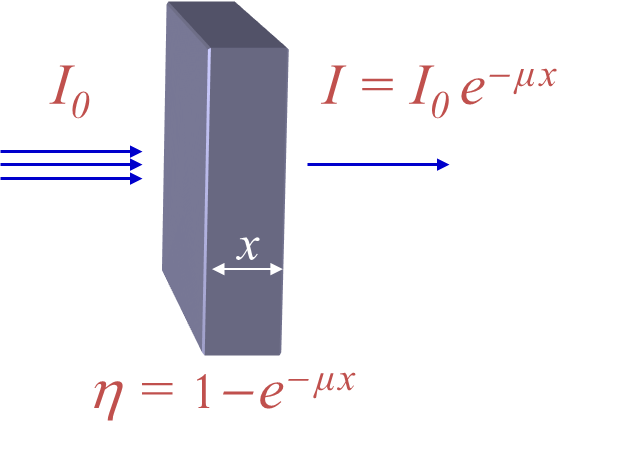 I₀
I = I₀ e^{−μx}
x
η = 1−e^{−μx}